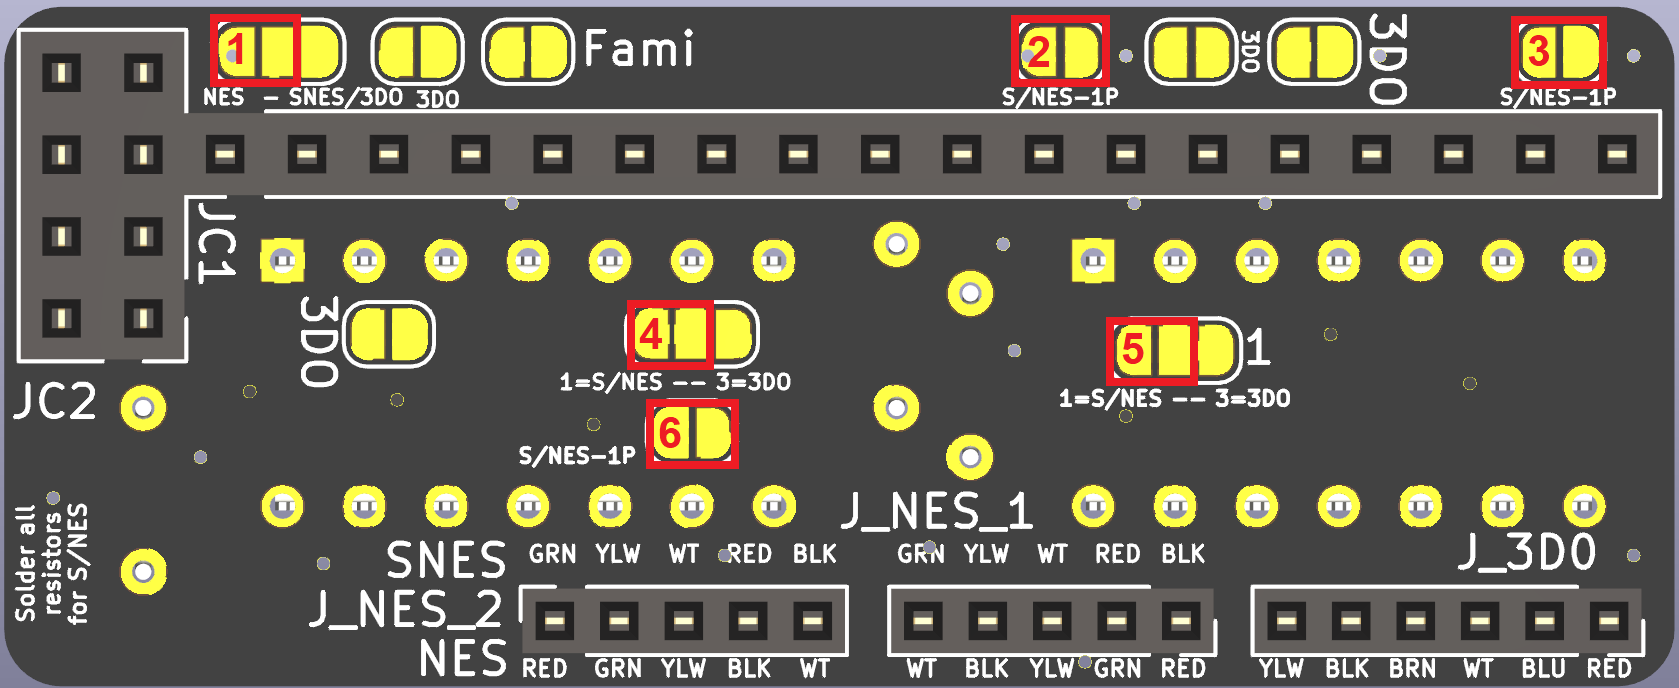 1
Fami
2
3DO
3DO
3
NES - SNES/3DO
3DO
S/NES-1P
S/NES-1P
JC1
3DO
4
1=S/NES -- 3=3DO
5
1
1=S/NES -- 3=3DO
JC2
6
S/NES-1P
Solder all
resistors
for S/NES
J_NES_1
J_3DO
SNES
GRN YLW WT RED BLK
GRN YLW WT RED BLK
J_NES_2
NES
RED GRN YLW BLK WT
WT BLK YLW GRN RED
YLW BLK BRN WT BLU RED